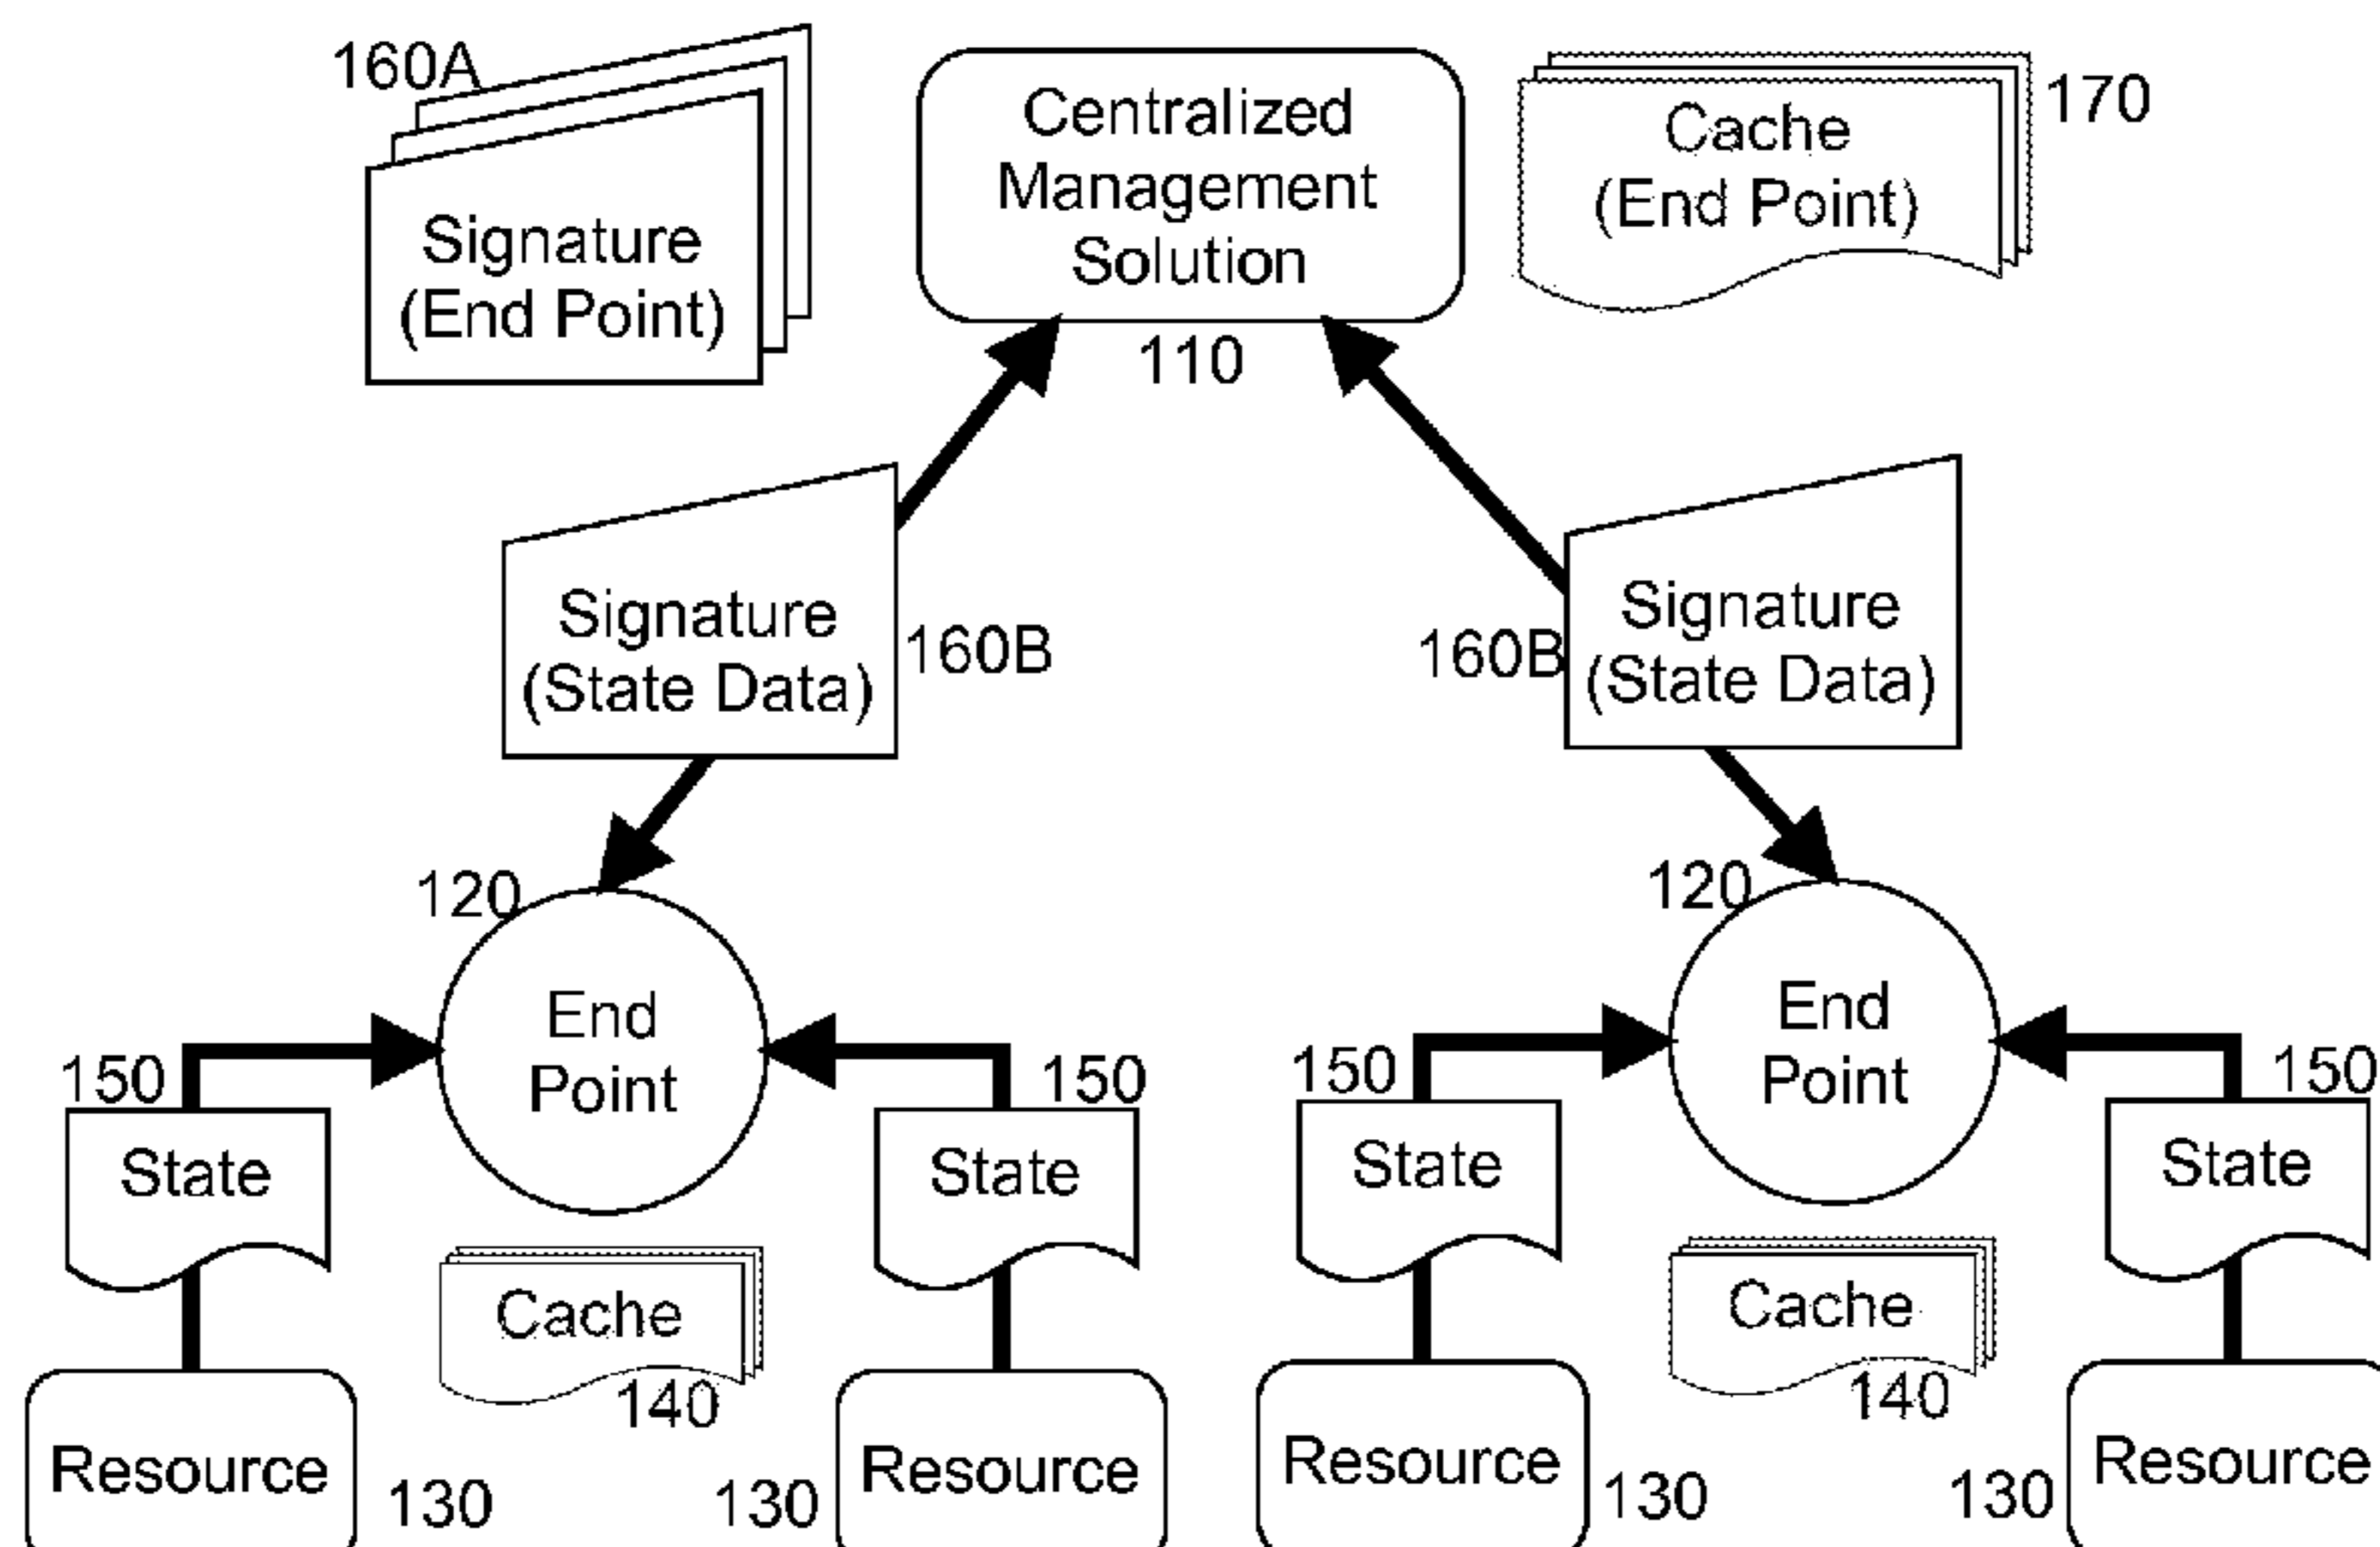 160A
Signature
(End Point)
Centralized
Management
Solution
110
Cache
(End Point)
170
Signature
(State Data)
160B
160B
Signature
(State Data)
120
End
Point
120
End
Point
150
State
150
State
150
State
150
State
Cache
140
Cache
140
Resource
130
130
Resource
Resource
130
130
Resource